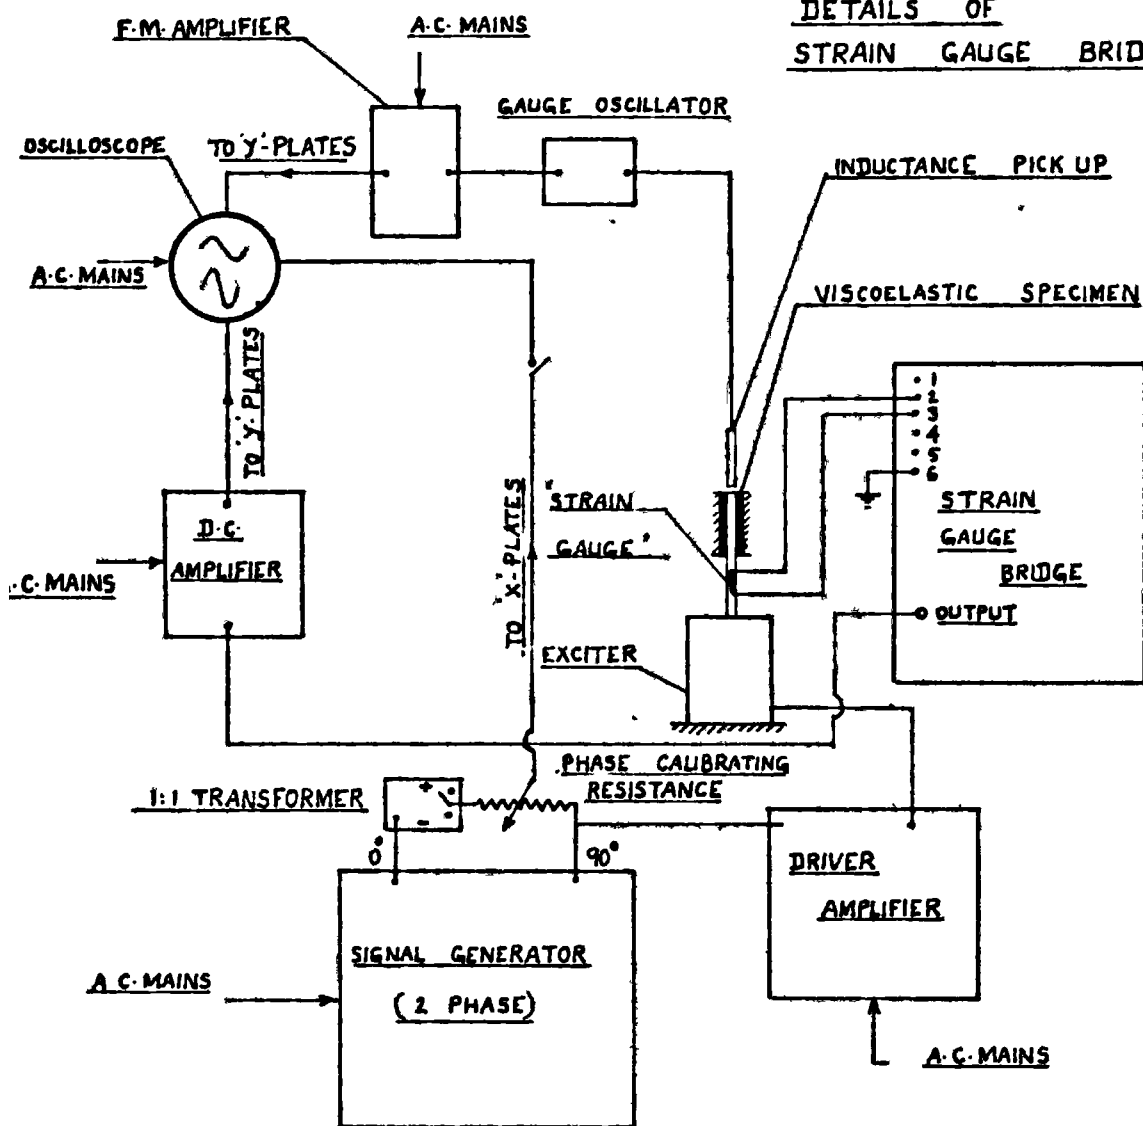 DETAILS OF
STRAIN GAUGE BRID
F.M. AMPLIFIER
A.C. MAINS
GAUGE OSCILLATOR
OSCILLOSCOPE
TO 'Y'-PLATES
INDUCTANCE PICK UP
A.C. MAINS
VISCOELASTIC SPECIMEN
TO 'Y'-PLATES
1
2
3
4
5
6
STRAIN
GAUGE
BRIDGE
OUTPUT
"STRAIN
GAUGE"
TO "X"-PLATES
D.C.
AMPLIFIER
.C. MAINS
EXCITER
PHASE CALIBRATING
RESISTANCE
1:1 TRANSFORMER
+
-
0°
90°
DRIVER
AMPLIFIER
SIGNAL GENERATOR
(2 PHASE)
A C. MAINS
A.C. MAINS